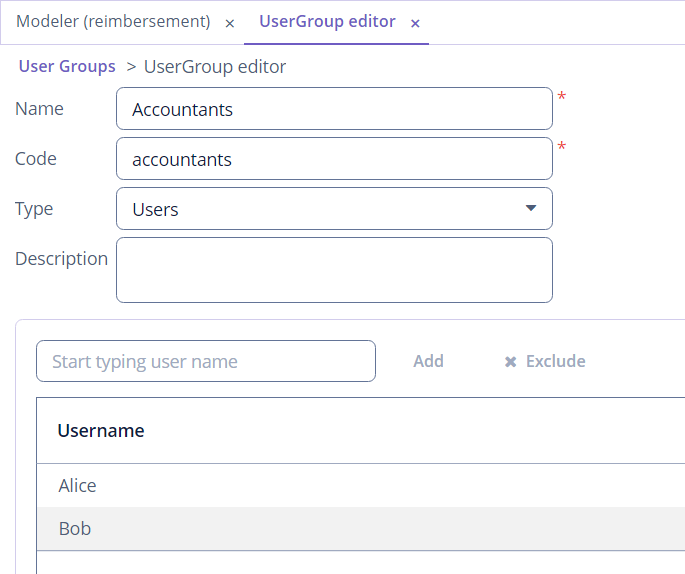 Modeler (reimbersement) × UserGroup editor ×
User Groups > UserGroup editor
Name Accountants *
Code accountants *
Type Users
Description
Start typing user name Add ✖ Exclude
Username
Alice
Bob